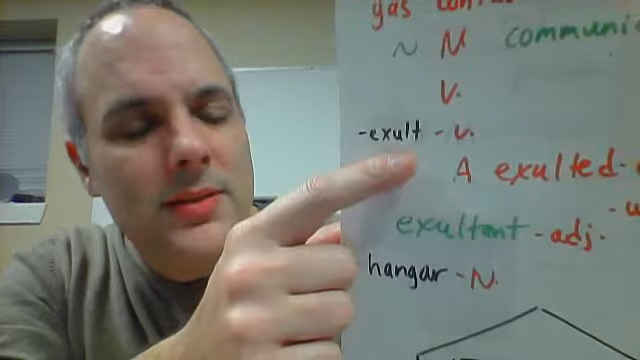 gas
N N. communi
V.
-exult - v.
A exulted-
exultant -adj.
hangar - N.